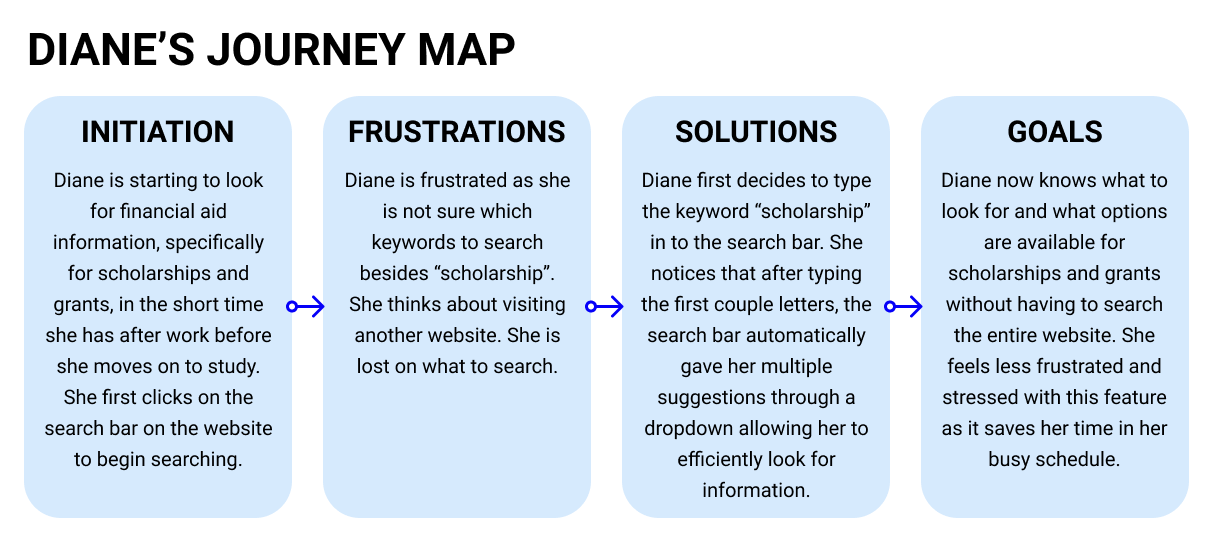 DIANE’S JOURNEY MAP
INITIATION
Diane is starting to look
for financial aid
information, specifically
for scholarships and
grants, in the short time
she has after work before
she moves on to study.
She first clicks on the
search bar on the website
to begin searching.
FRUSTRATIONS
Diane is frustrated as she
is not sure which
keywords to search
besides “scholarship”.
She thinks about visiting
another website. She is
lost on what to search.
SOLUTIONS
Diane first decides to type
the keyword “scholarship”
in to the search bar. She
notices that after typing
the first couple letters, the
search bar automatically
gave her multiple
suggestions through a
dropdown allowing her to
efficiently look for
information.
GOALS
Diane now knows what to
look for and what options
are available for
scholarships and grants
without having to search
the entire website. She
feels less frustrated and
stressed with this feature
as it saves her time in her
busy schedule.